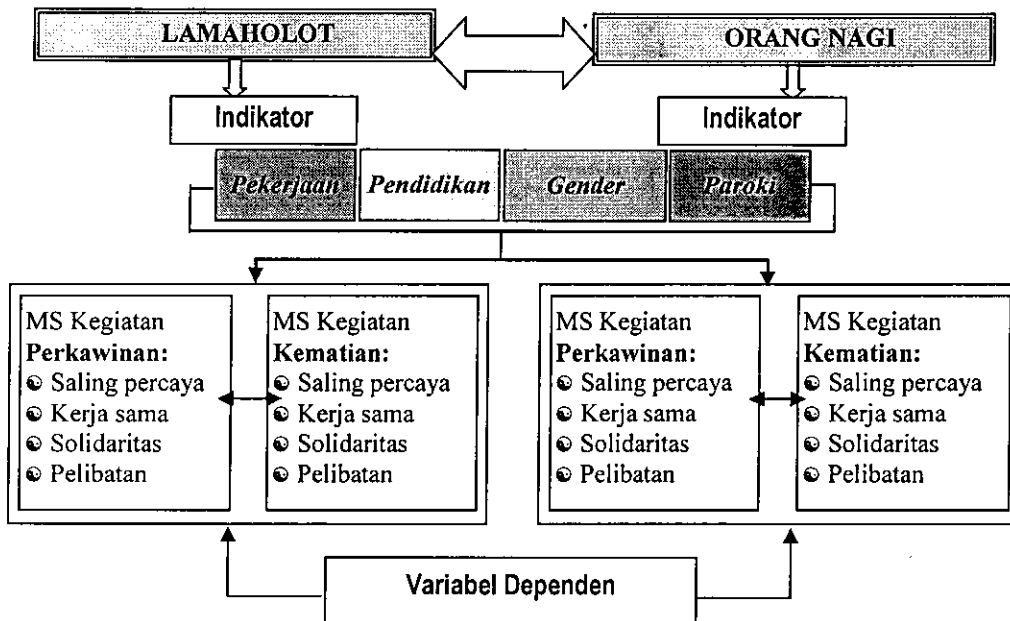 LAMAHOLOT
ORANG NAGI
Indikator
Indikator
Pekerjaan
Pendidikan
Gender
Paroki
MS Kegiatan
Perkawinan:
Saling percaya
Kerja sama
Solidaritas
Pelibatan
MS Kegiatan
Kematian:
Saling percaya
Kerja sama
Solidaritas
Pelibatan
MS Kegiatan
Perkawinan:
Saling percaya
Kerja sama
Solidaritas
Pelibatan
MS Kegiatan
Kematian:
Saling percaya
Kerja sama
Solidaritas
Pelibatan
Variabel Dependen